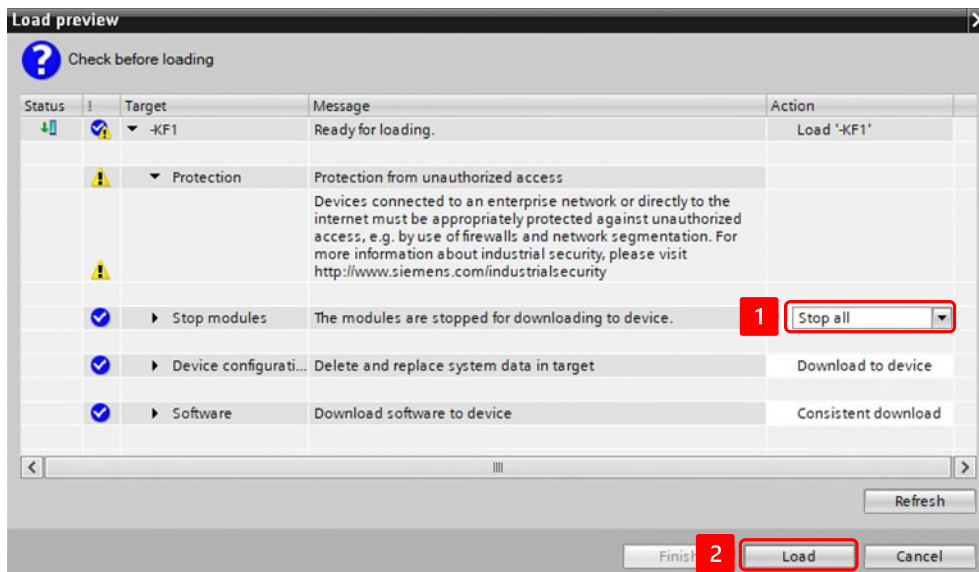 Load preview
?
Check before loading
Status ! Target Message Action
-KF1 Ready for loading. Load '-KF1'
Protection Protection from unauthorized access
Devices connected to an enterprise network or directly to the
internet must be appropriately protected against unauthorized
access, e.g. by use of firewalls and network segmentation. For
more information about industrial security, please visit
http://www.siemens.com/industrialsecurity
Stop modules The modules are stopped for downloading to device. 1 Stop all
Device configurati... Delete and replace system data in target Download to device
Software Download software to device Consistent download
Refresh
Finish 2 Load Cancel